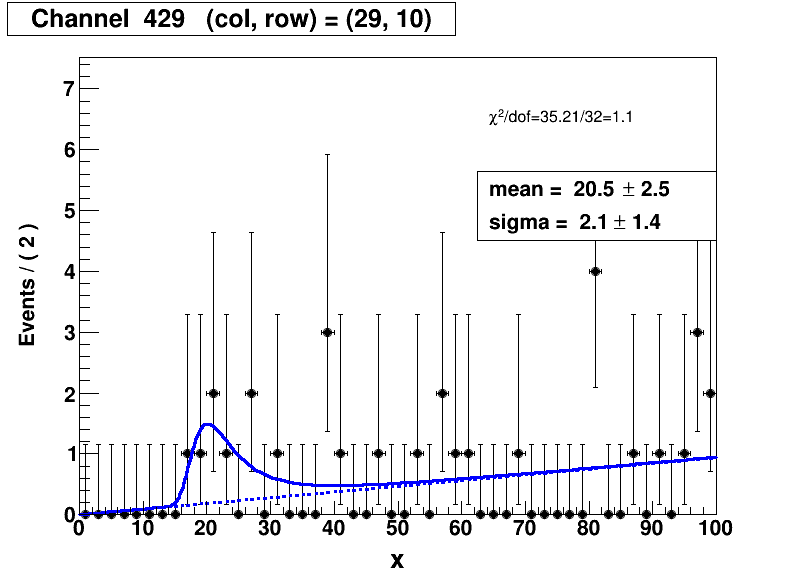 Channel  429   (col, row) = (29, 10)
χ²/dof=35.21/32=1.1
mean =  20.5 ± 2.5
sigma =  2.1 ± 1.4
Events / ( 2 )
7
6
5
4
3
2
1
0
0 10 20 30 40 50 60 70 80 90 100
x